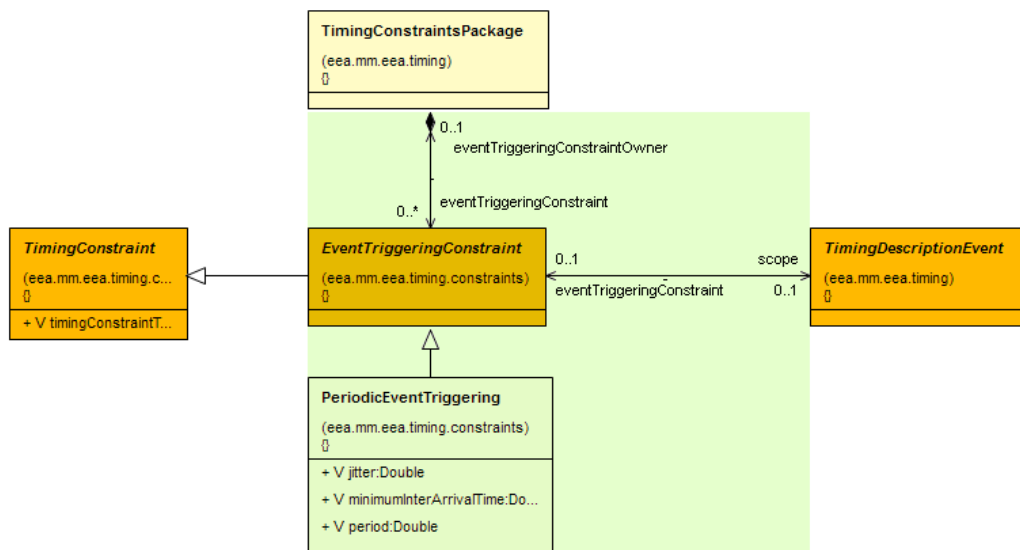 TimingConstraintsPackage
(eea.mm.eea.timing)
{}
0..1
eventTriggeringConstraintOwner
eventTriggeringConstraint
0..*
TimingConstraint
(eea.mm.eea.timing.c...
{}
+ V timingConstraintT...
EventTriggeringConstraint
(eea.mm.eea.timing.constraints)
{}
0..1
scope
eventTriggeringConstraint
0..1
TimingDescriptionEvent
(eea.mm.eea.timing)
{}
PeriodicEventTriggering
(eea.mm.eea.timing.constraints)
{}
+ V jitter:Double
+ V minimumInterArrivalTime:Do...
+ V period:Double